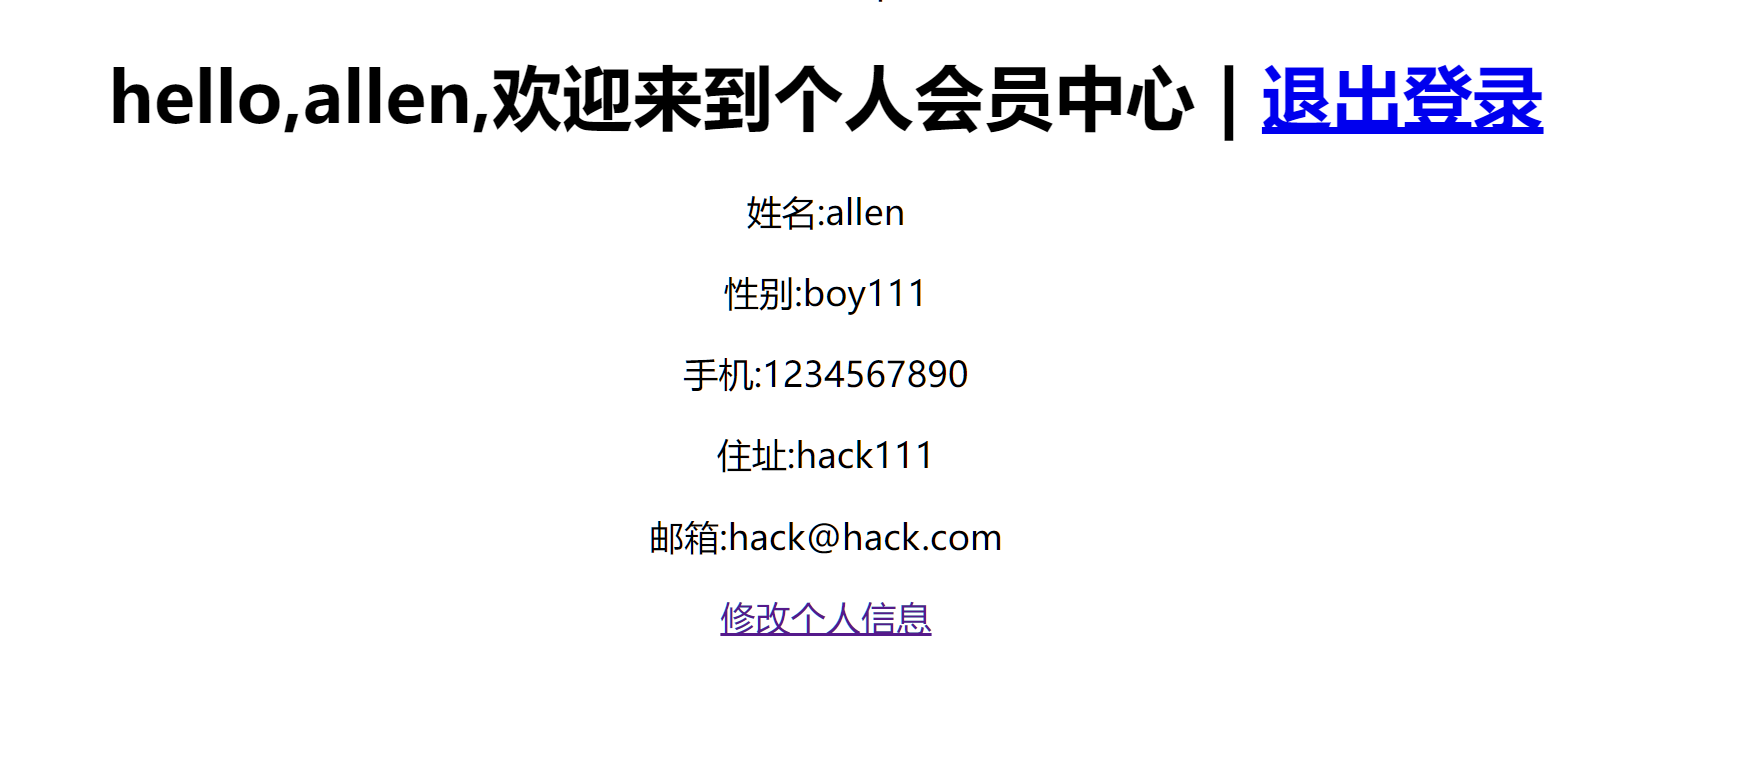 hello,allen,欢迎来到个人会员中心 | 退出登录
姓名:allen
性别:boy111
手机:1234567890
住址:hack111
邮箱:hack@hack.com
修改个人信息